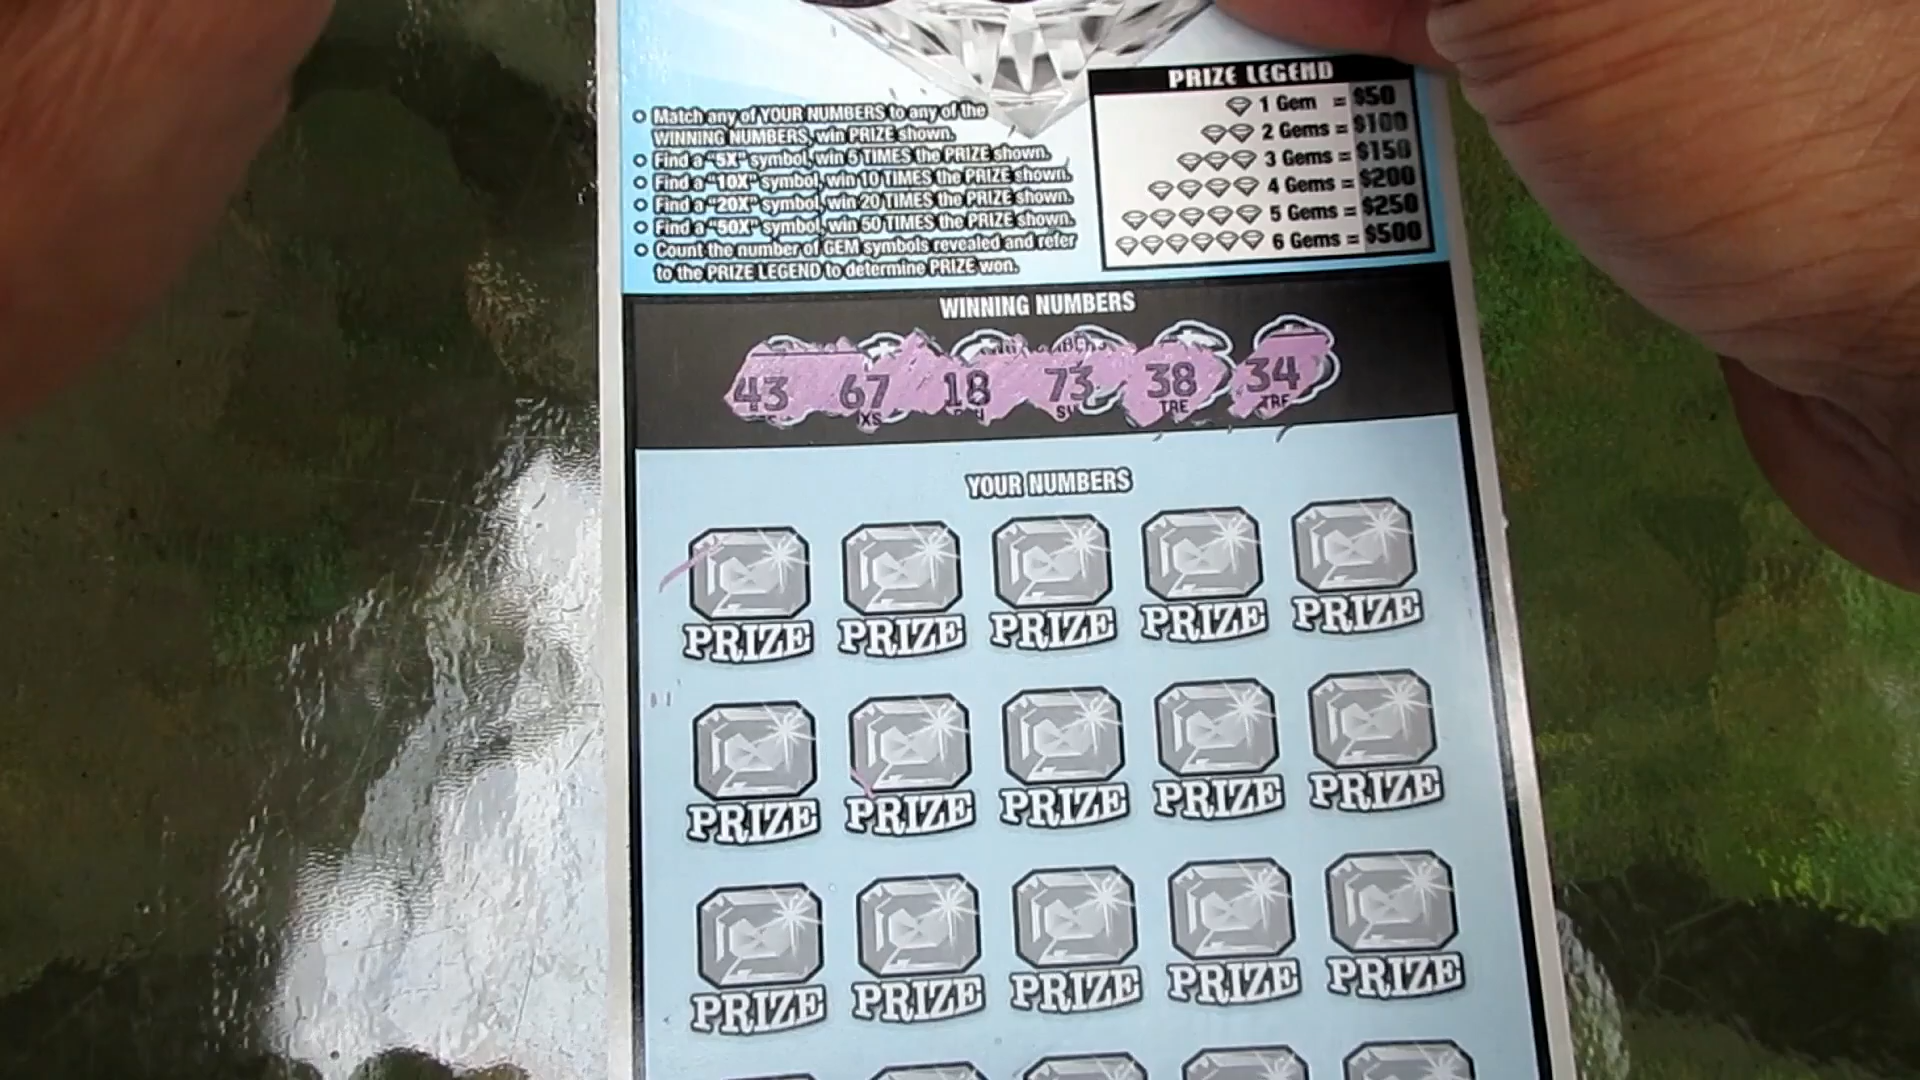 PRIZE LEGEND
1 Gem = $50
2 Gems = $100
3 Gems = $150
4 Gems = $200
5 Gems = $250
6 Gems = $500
Match any of YOUR NUMBERS to any of the
WINNING NUMBERS, win PRIZE shown.
Find a "5X" symbol, win 5 TIMES the PRIZE shown.
Find a "10X" symbol, win 10 TIMES the PRIZE shown.
Find a "20X" symbol, win 20 TIMES the PRIZE shown.
Find a "50X" symbol, win 50 TIMES the PRIZE shown.
Count the number of GEM symbols revealed and refer
to the PRIZE LEGEND to determine PRIZE won.
WINNING NUMBERS
43 67 18 73 38 34
TRE
YOUR NUMBERS
PRIZE PRIZE PRIZE PRIZE PRIZE
PRIZE PRIZE PRIZE PRIZE PRIZE
PRIZE PRIZE PRIZE PRIZE PRIZE